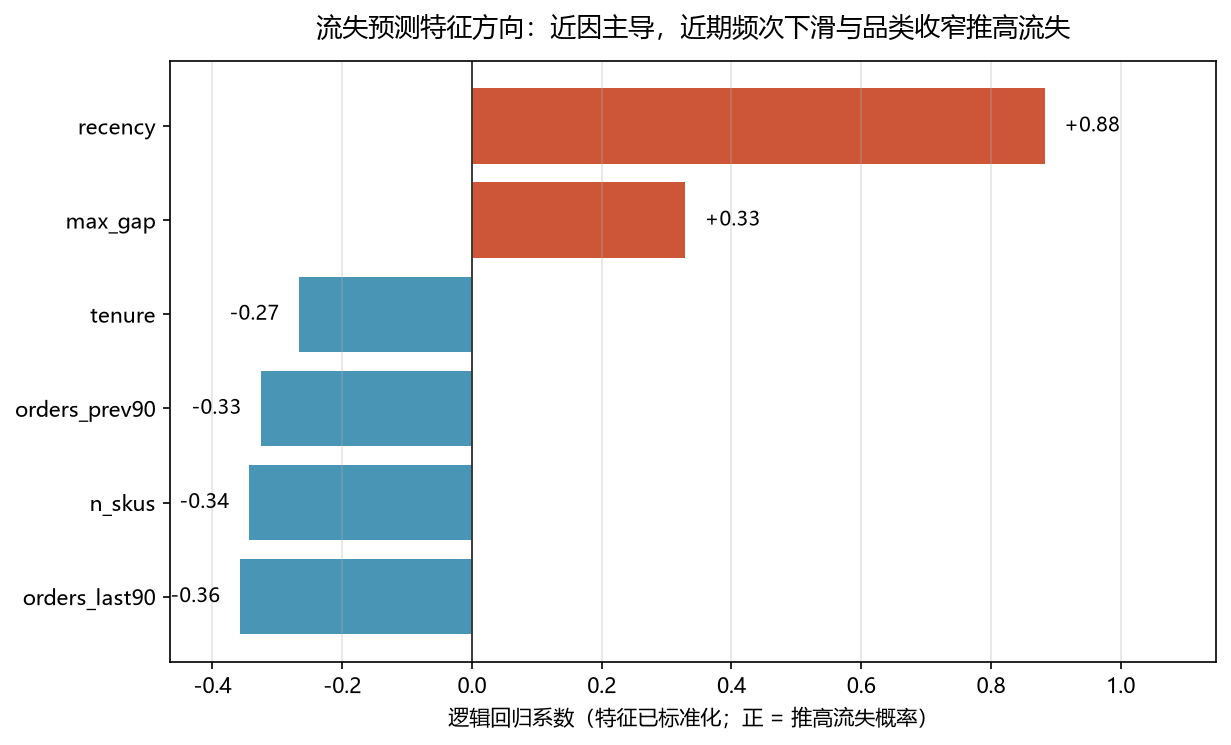 流失预测特征方向：近因主导，近期频次下滑与品类收窄推高流失
recency
+0.88
max_gap
+0.33
tenure
-0.27
orders_prev90
-0.33
n_skus
-0.34
orders_last90
-0.36
-0.4 -0.2 0.0 0.2 0.4 0.6 0.8 1.0
逻辑回归系数（特征已标准化；正 = 推高流失概率）